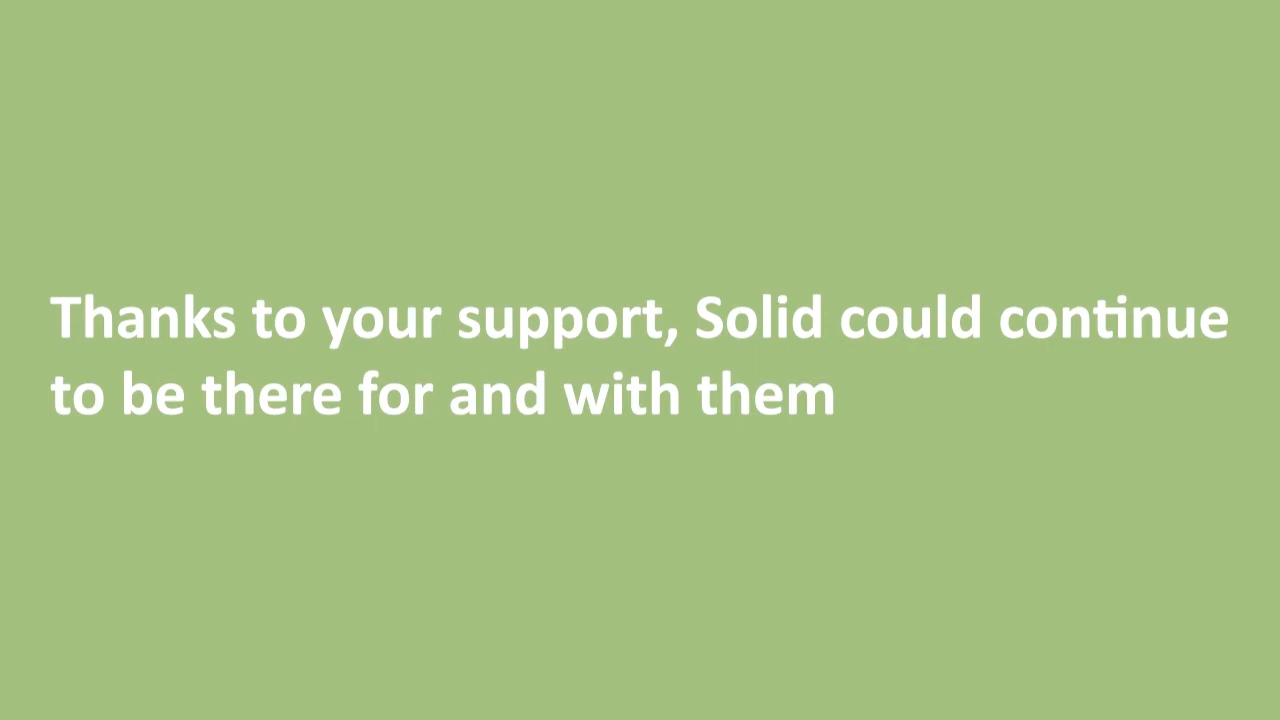 Thanks to your support, Solid could continue
to be there for and with them